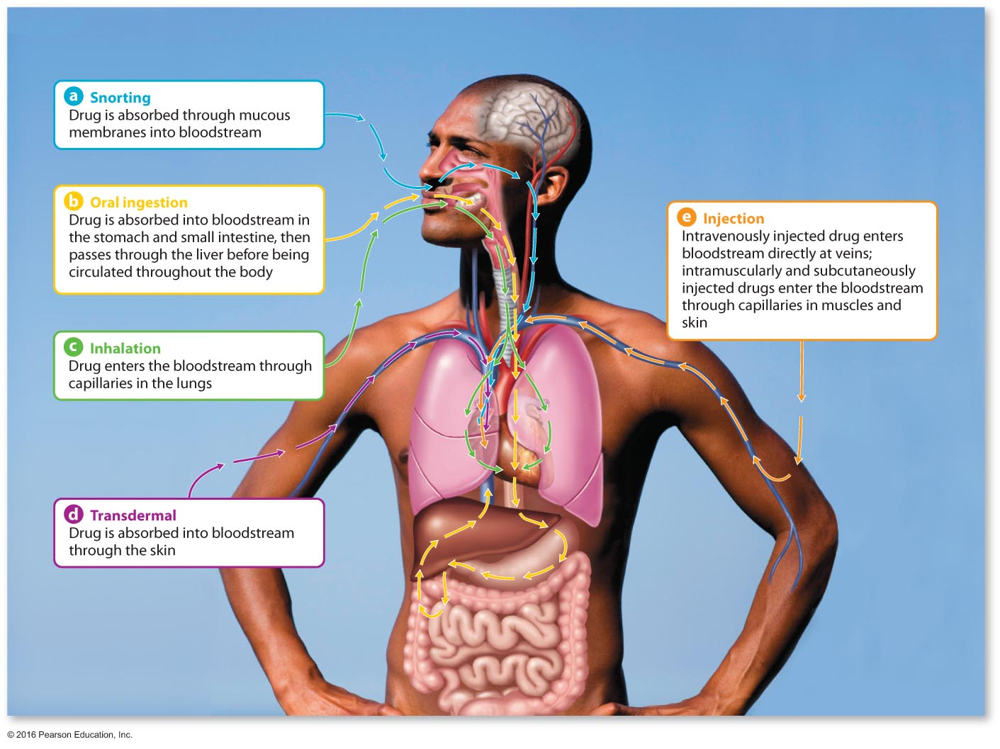 a Snorting
Drug is absorbed through mucous
membranes into bloodstream
b Oral ingestion
Drug is absorbed into bloodstream in
the stomach and small intestine, then
passes through the liver before being
circulated throughout the body
c Inhalation
Drug enters the bloodstream through
capillaries in the lungs
d Transdermal
Drug is absorbed into bloodstream
through the skin
e Injection
Intravenously injected drug enters
bloodstream directly at veins;
intramuscularly and subcutaneously
injected drugs enter the bloodstream
through capillaries in muscles and
skin
© 2016 Pearson Education, Inc.